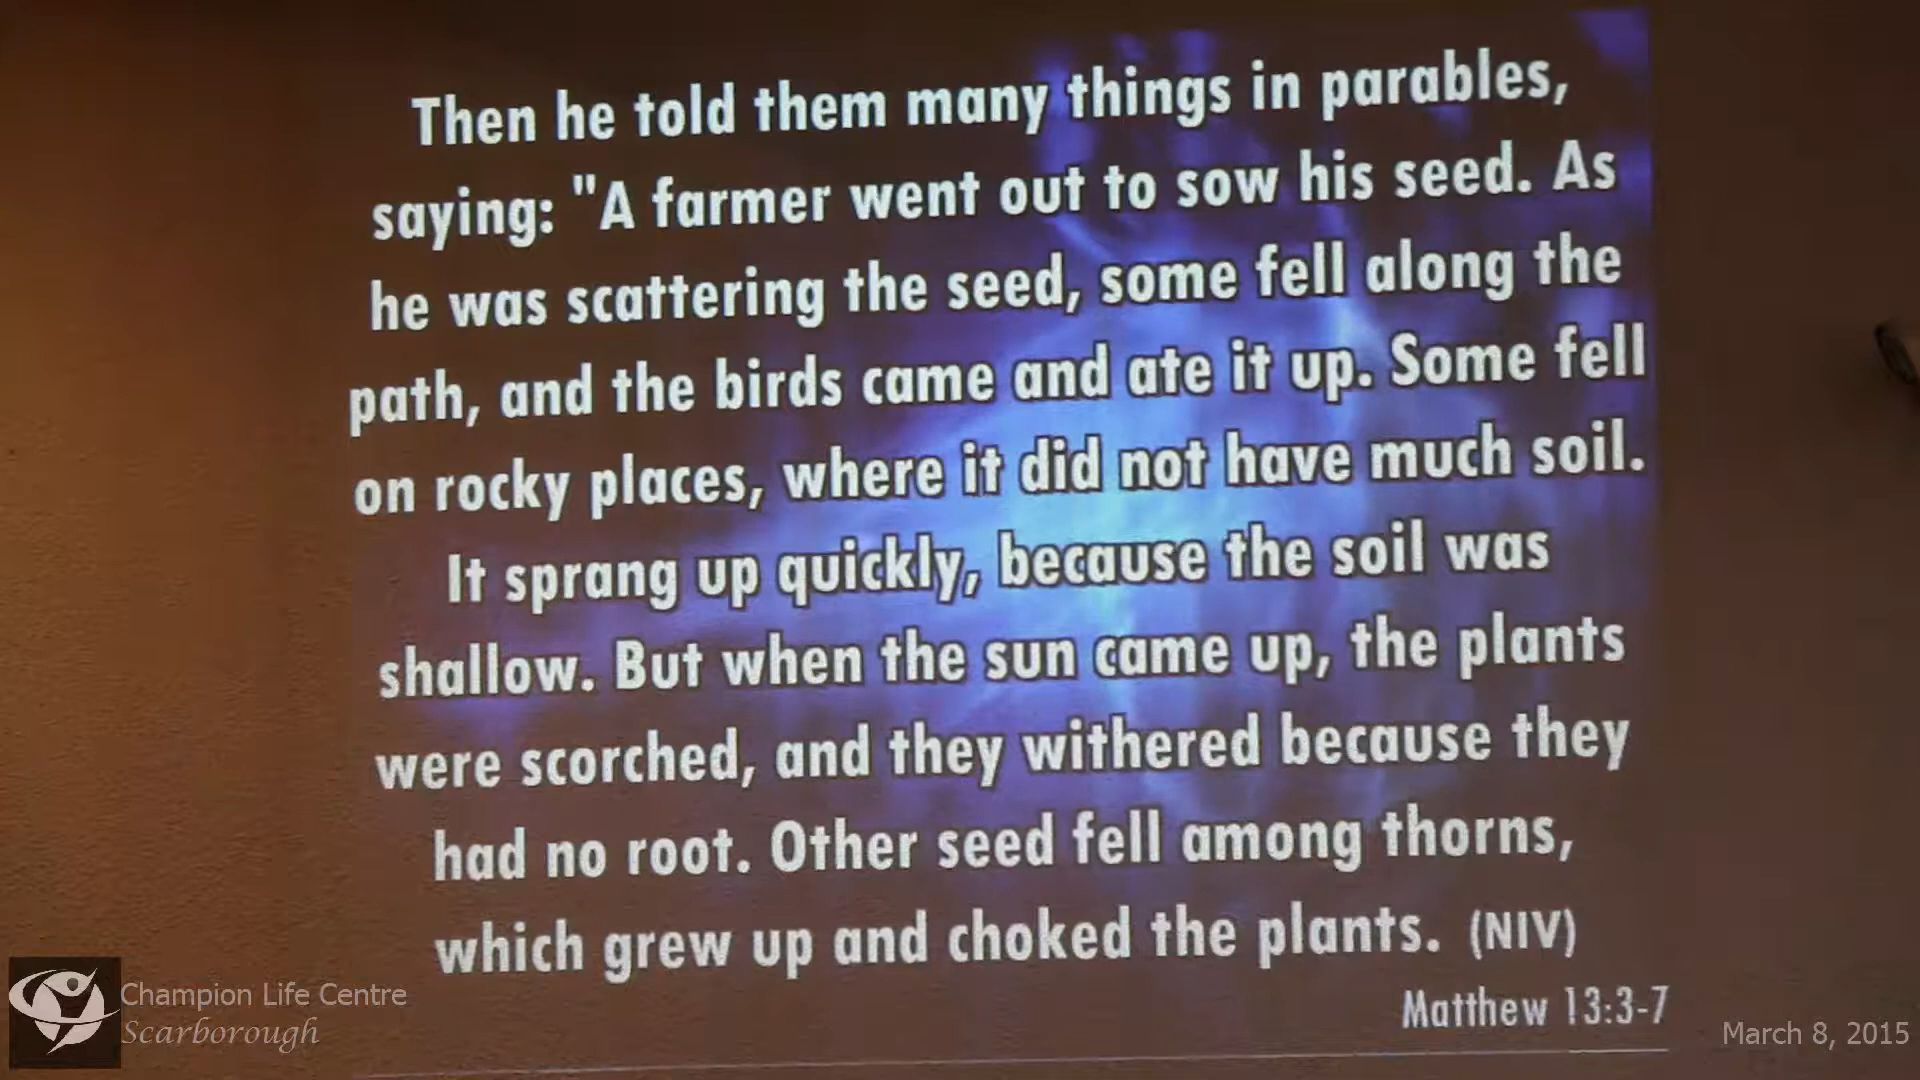 Then he told them many things in parables,
saying: "A farmer went out to sow his seed. As
he was scattering the seed, some fell along the
path, and the birds came and ate it up. Some fell
on rocky places, where it did not have much soil.
It sprang up quickly, because the soil was
shallow. But when the sun came up, the plants
were scorched, and they withered because they
had no root. Other seed fell among thorns,
which grew up and choked the plants. (NIV)
Matthew 13:3-7
Champion Life Centre
Scarborough
March 8, 2015